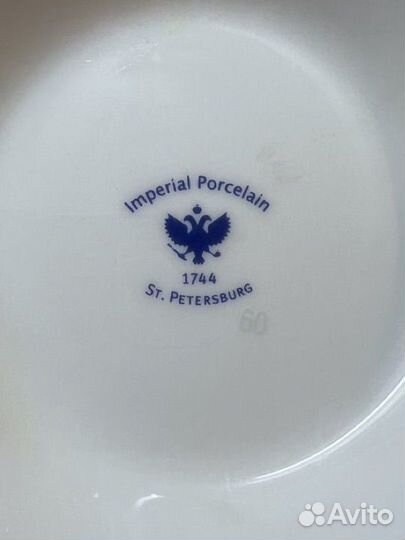 Imperial Porcelain
1744
St. Petersburg
60
Avito